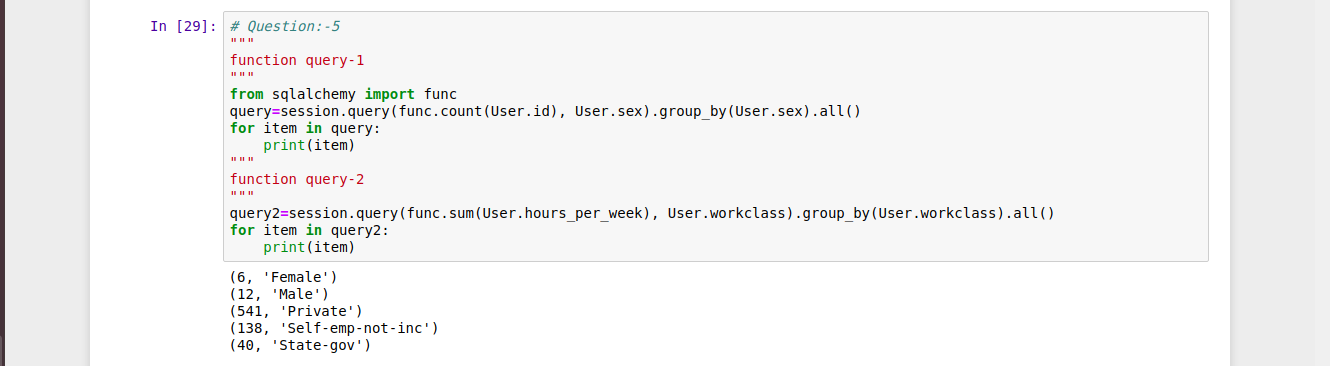 In [29]: # Question:-5
"""
function query-1
"""
from sqlalchemy import func
query=session.query(func.count(User.id), User.sex).group_by(User.sex).all()
for item in query:
    print(item)
"""
function query-2
"""
query2=session.query(func.sum(User.hours_per_week), User.workclass).group_by(User.workclass).all()
for item in query2:
    print(item)
(6, 'Female')
(12, 'Male')
(541, 'Private')
(138, 'Self-emp-not-inc')
(40, 'State-gov')